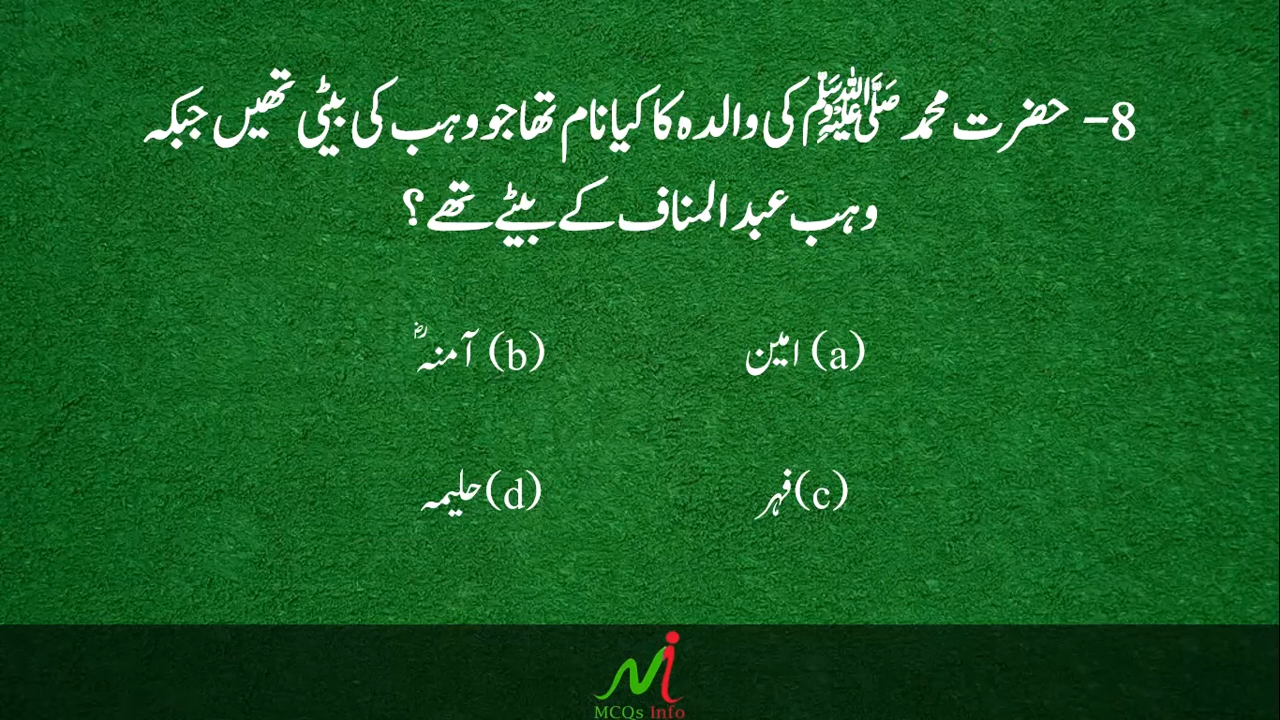 8- حضرت محمد ﷺ کی والدہ کا کیا نام تھا جو وہب کی بیٹی تھیں جبکہ
وہب عبد المناف کے بیٹے تھے؟
(a) امین (b) آمنہؓ
(c) فہر (d) حلیمہ
MCQs Info